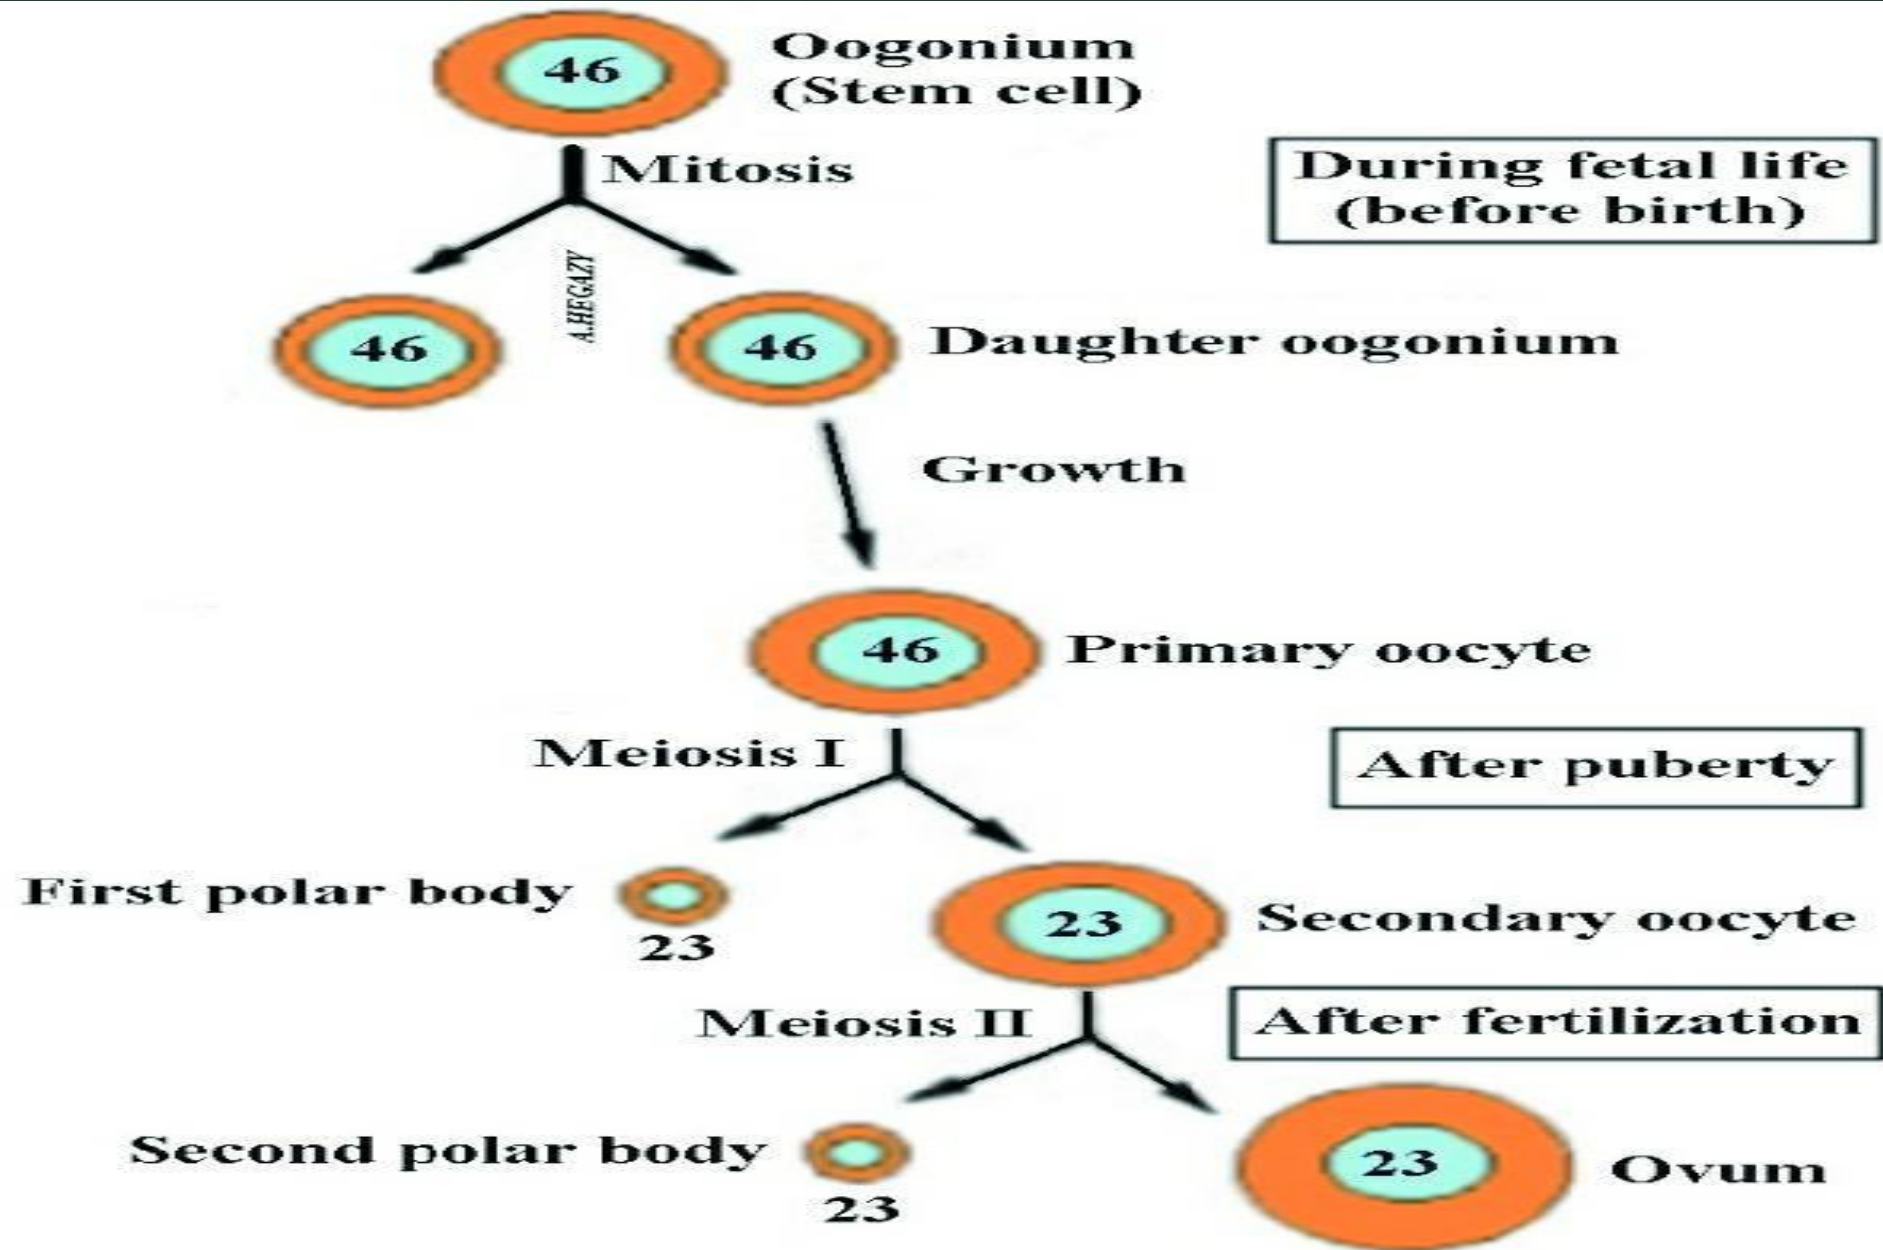 46
Oogonium
(Stem cell)
Mitosis
During fetal life
(before birth)
A.HEGAZY
46
46
Daughter oogonium
Growth
46
Primary oocyte
Meiosis I
After puberty
First polar body
23
23
Secondary oocyte
Meiosis II
After fertilization
Second polar body
23
23
Ovum